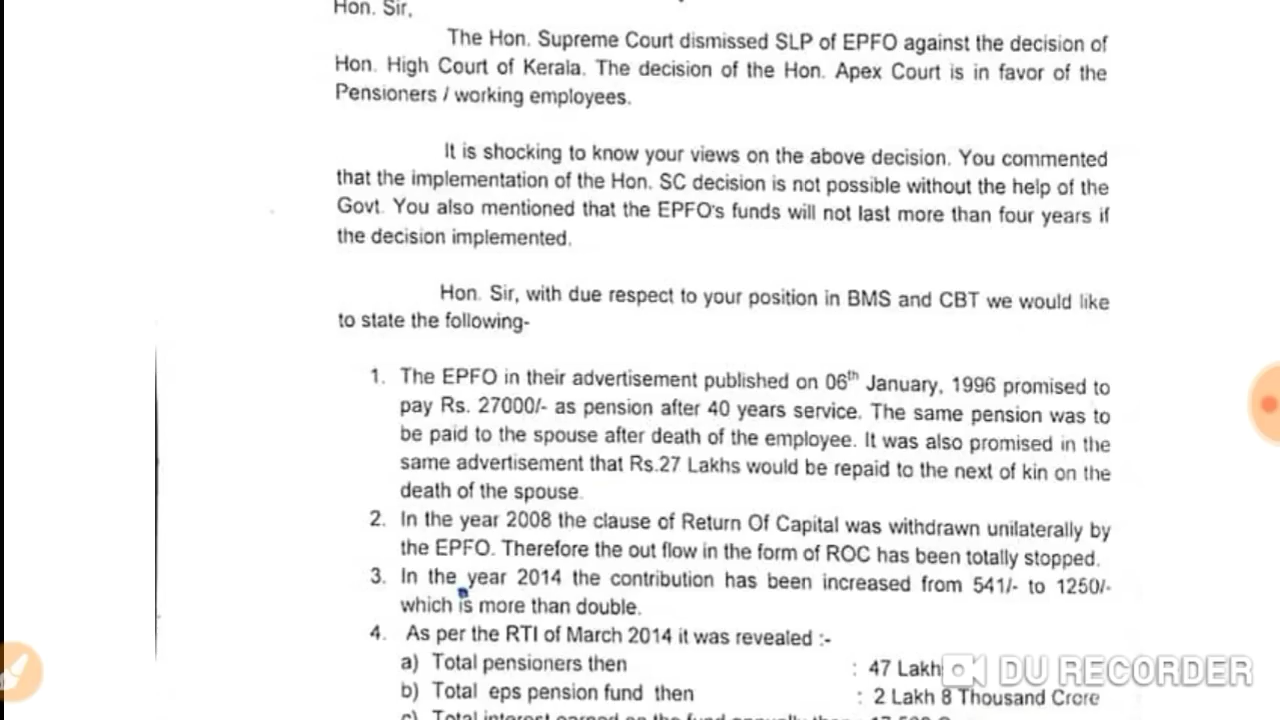 Hon. Sir,
The Hon. Supreme Court dismissed SLP of EPFO against the decision of
Hon. High Court of Kerala. The decision of the Hon. Apex Court is in favor of the
Pensioners / working employees.
It is shocking to know your views on the above decision. You commented
that the implementation of the Hon. SC decision is not possible without the help of the
Govt. You also mentioned that the EPFO's funds will not last more than four years if
the decision implemented.
Hon. Sir, with due respect to your position in BMS and CBT we would like
to state the following-
1. The EPFO in their advertisement published on 06th January, 1996 promised to
pay Rs. 27000/- as pension after 40 years service. The same pension was to
be paid to the spouse after death of the employee. It was also promised in the
same advertisement that Rs.27 Lakhs would be repaid to the next of kin on the
death of the spouse.
2. In the year 2008 the clause of Return Of Capital was withdrawn unilaterally by
the EPFO. Therefore the out flow in the form of ROC has been totally stopped.
3. In the year 2014 the contribution has been increased from 541/- to 1250/-
which is more than double.
4. As per the RTI of March 2014 it was revealed :-
a) Total pensioners then : 47 Lakh
DU RECORDER
b) Total eps pension fund then : 2 Lakh 8 Thousand Crore
c) Total interest earned on the fund annually